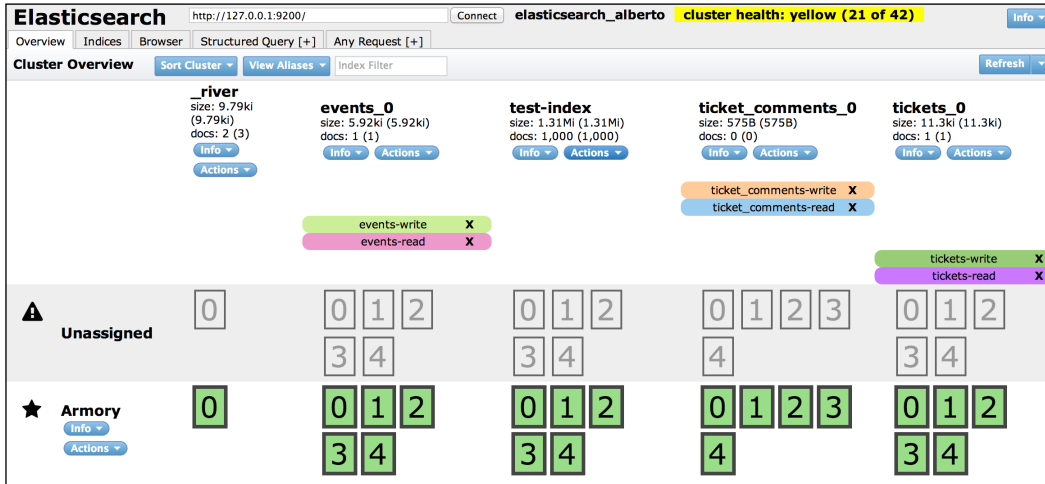 Elasticsearch http://127.0.0.1:9200/ Connect elasticsearch_alberto cluster health: yellow (21 of 42) Info
Overview Indices Browser Structured Query [+] Any Request [+]
Cluster Overview Sort Cluster View Aliases Index Filter Refresh
_river
size: 9.79ki
(9.79ki)
docs: 2 (3)
Info
Actions
events_0
size: 5.92ki (5.92ki)
docs: 1 (1)
Info Actions
test-index
size: 1.31Mi (1.31Mi)
docs: 1,000 (1,000)
Info Actions
ticket_comments_0
size: 575B (575B)
docs: 0 (0)
Info Actions
tickets_0
size: 11.3ki (11.3ki)
docs: 1 (1)
Info Actions
ticket_comments-write X
ticket_comments-read X
events-write X
events-read X
tickets-write X
tickets-read X
Unassigned
0 0 1 2 0 1 2 0 1 2 3 0 1 2
3 4 3 4 4 3 4
Armory
Info
Actions
0 0 1 2 0 1 2 0 1 2 3 0 1 2
3 4 3 4 4 3 4